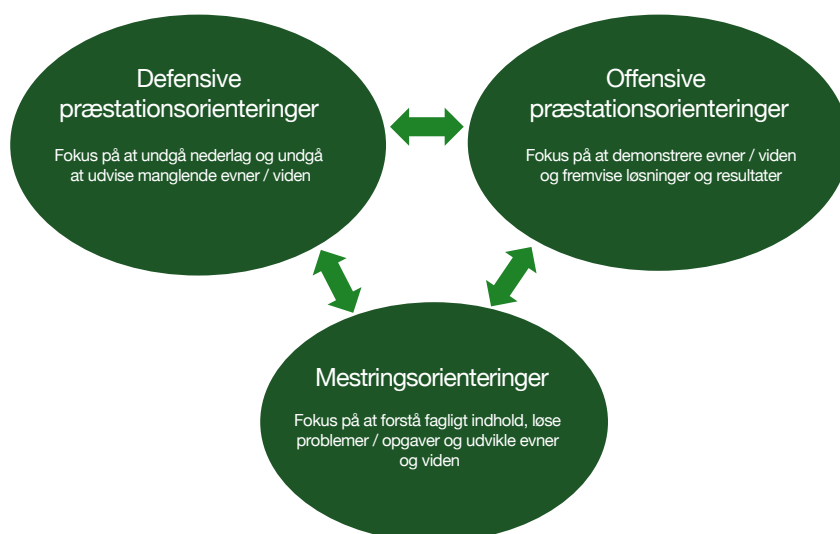 Defensive
præstationsorienteringer
Fokus på at undgå nederlag og undgå
at udvise manglende evner / viden
Offensive
præstationsorienteringer
Fokus på at demonstrere evner / viden
og fremvise løsninger og resultater
Mestringsorienteringer
Fokus på at forstå fagligt indhold, løse
problemer / opgaver og udvikle evner
og viden